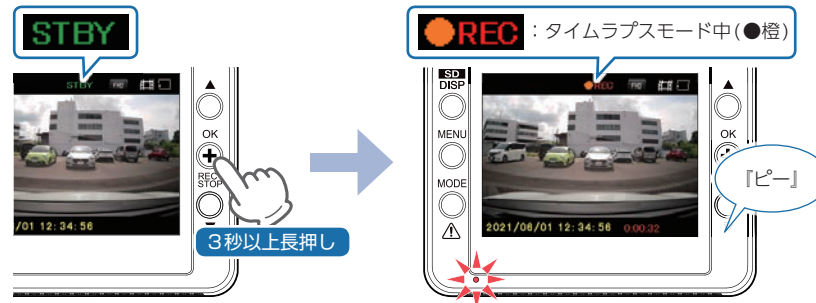 STBY
STBY FHD
OK
REC
STOP
/01 12:34:56
3秒以上長押し
●REC：タイムラプスモード中(●橙)
SD
DISP
MENU
MODE
●REC FHD
OK
2021/06/01 12:34:56 0:00:32
『ピー』